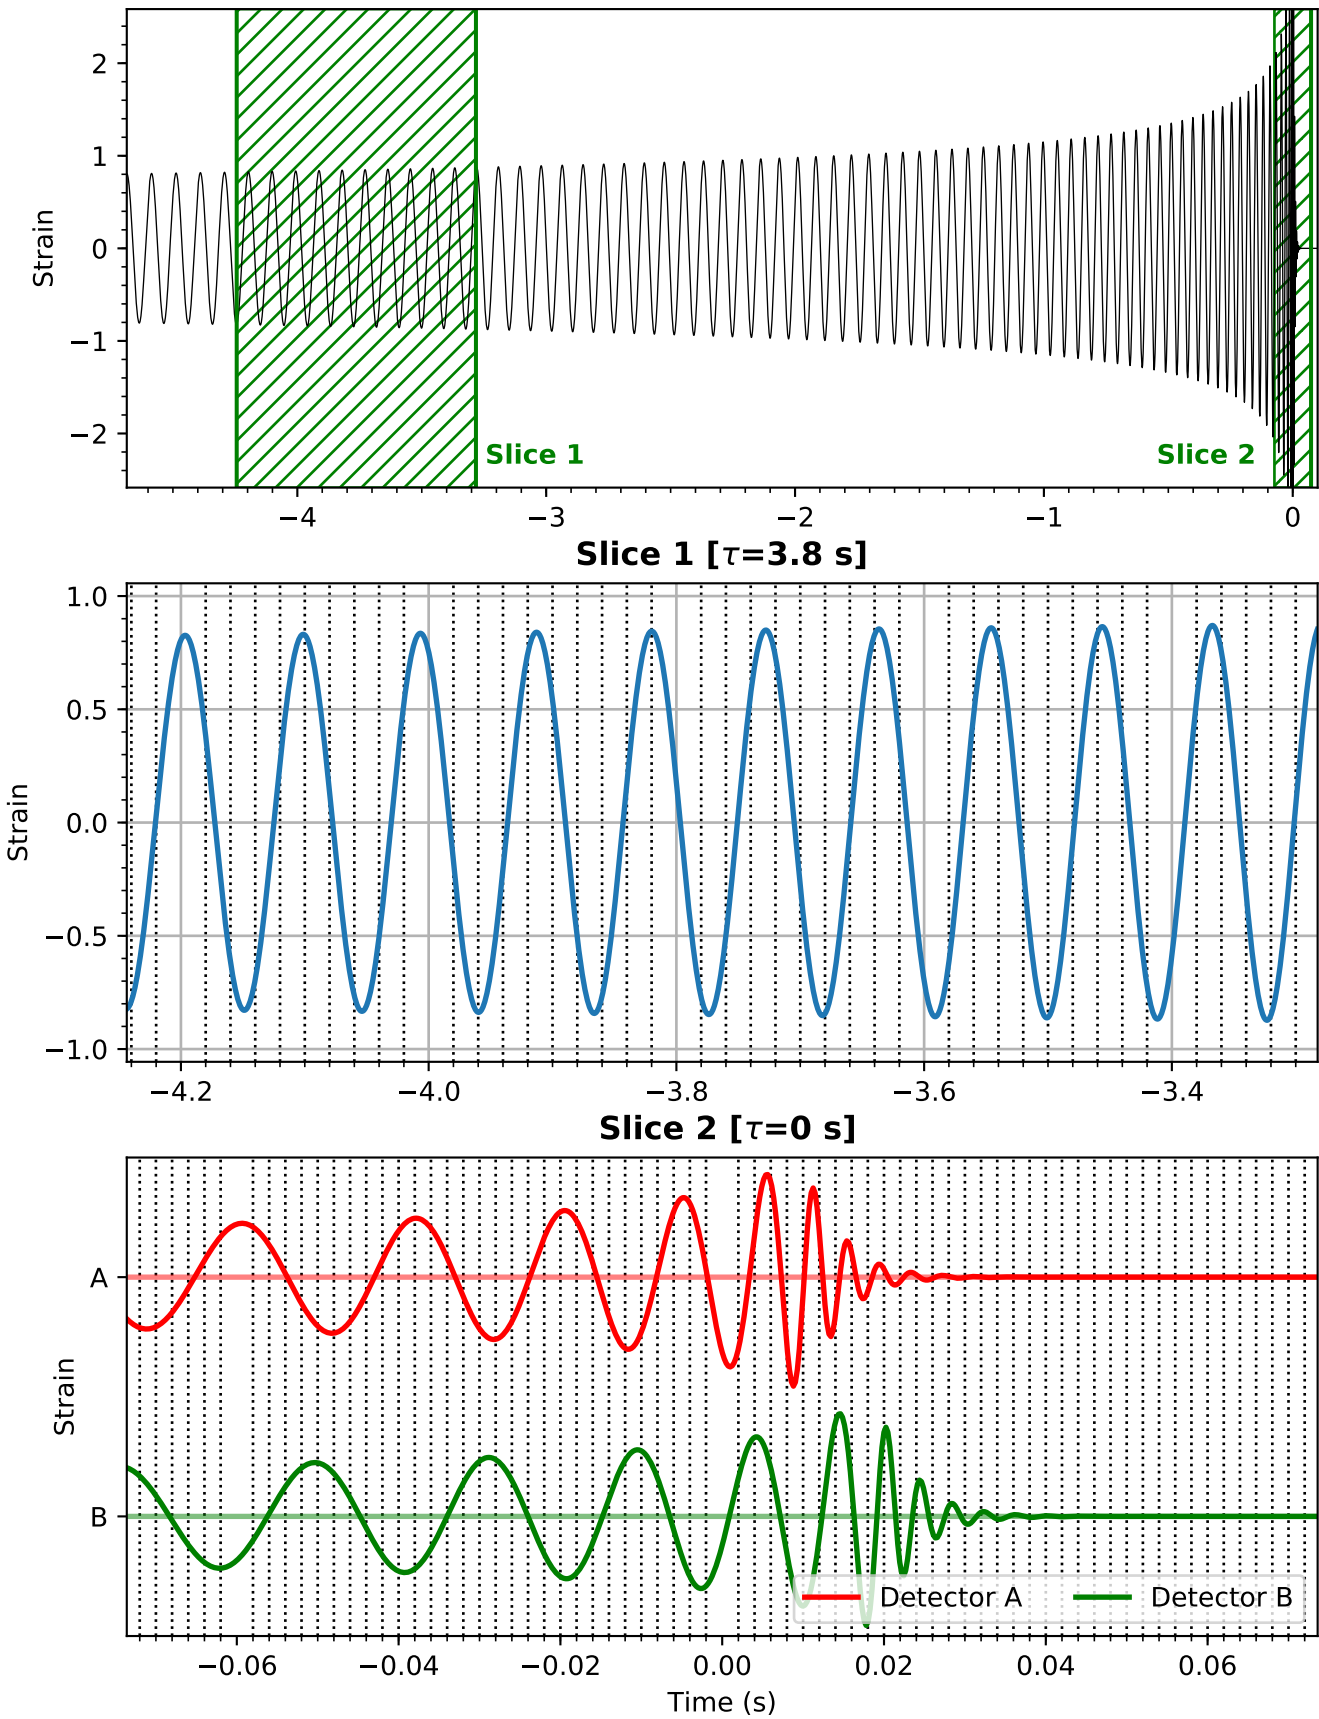 2
1
0
−1
−2
Strain
Slice 1
Slice 2
−4 −3 −2 −1 0
Slice 1 [τ=3.8 s]
1.0
0.5
0.0
−0.5
−1.0
Strain
−4.2 −4.0 −3.8 −3.6 −3.4
Slice 2 [τ=0 s]
A
B
Strain
Detector A Detector B
−0.06 −0.04 −0.02 0.00 0.02 0.04 0.06
Time (s)